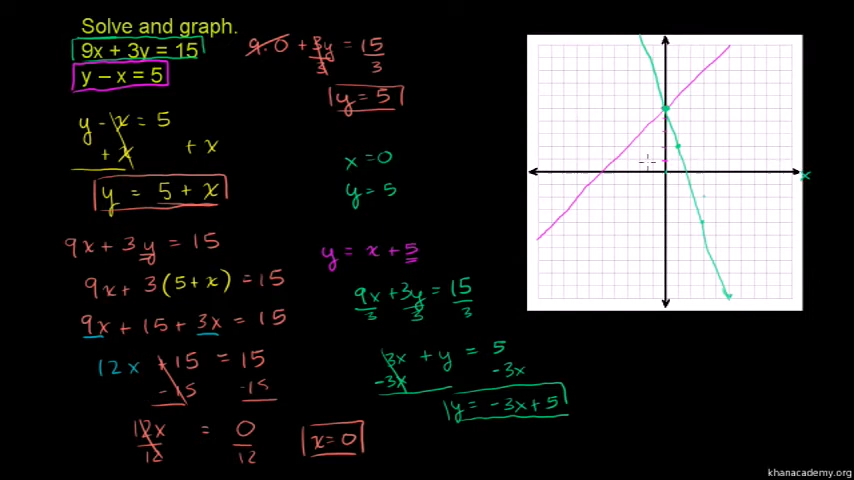 Solve and graph.
9x + 3y = 15
y – x = 5
y - x = 5
+ x + x
y = 5 + x
9x + 3y = 15
9x + 3(5 + x) = 15
9x + 15 + 3x = 15
12x + 15 = 15
-15 -15
12x = 0
12 12
x = 0
9·0 + 3y = 15
3 3
y = 5
x = 0
y = 5
y = x + 5
9x + 3y = 15
3 3 3
3x + y = 5
-3x -3x
y = -3x + 5
x
khanacademy.org